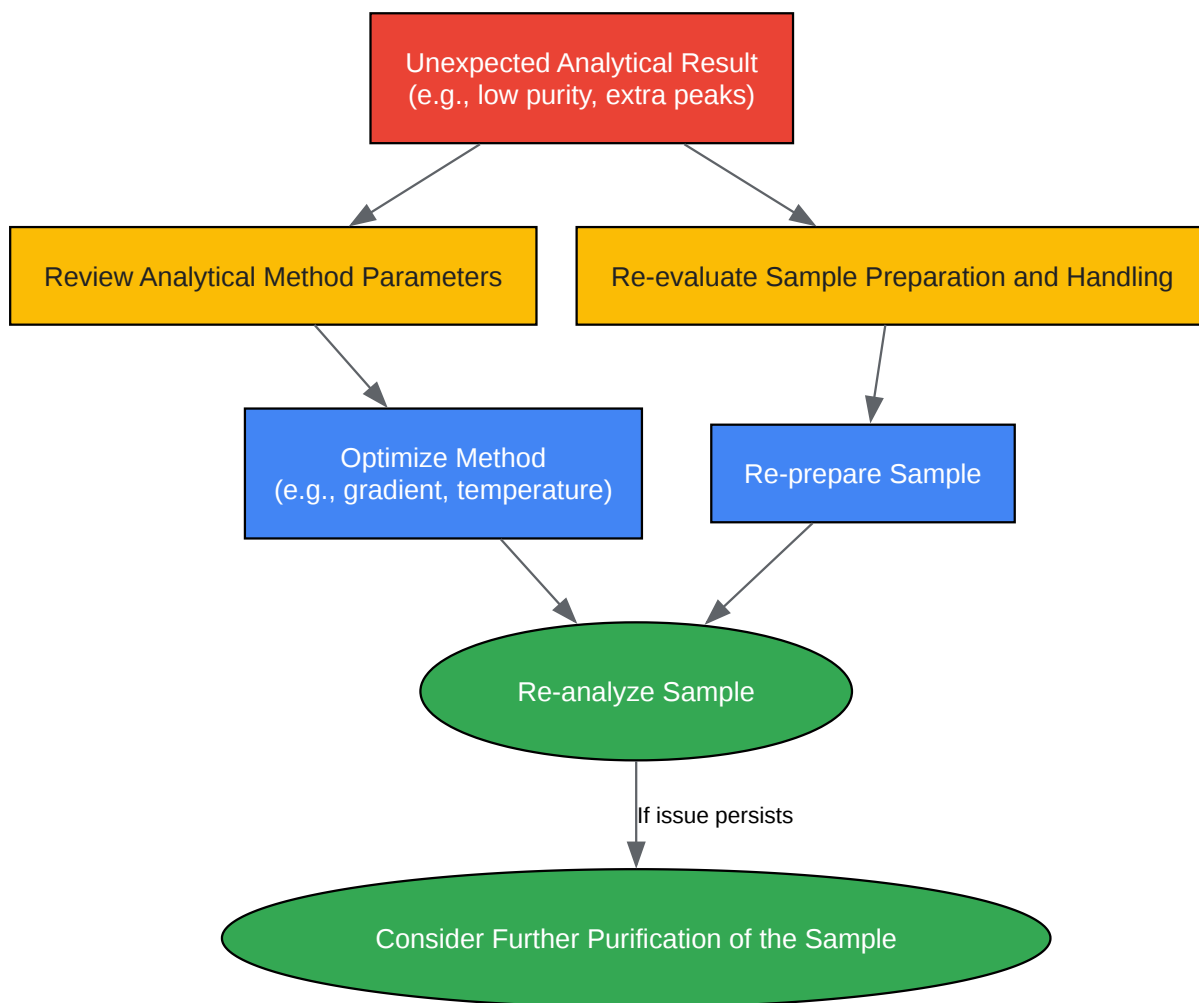 Unexpected Analytical Result
(e.g., low purity, extra peaks)
Review Analytical Method Parameters
Re-evaluate Sample Preparation and Handling
Optimize Method
(e.g., gradient, temperature)
Re-prepare Sample
Re-analyze Sample
If issue persists
Consider Further Purification of the Sample